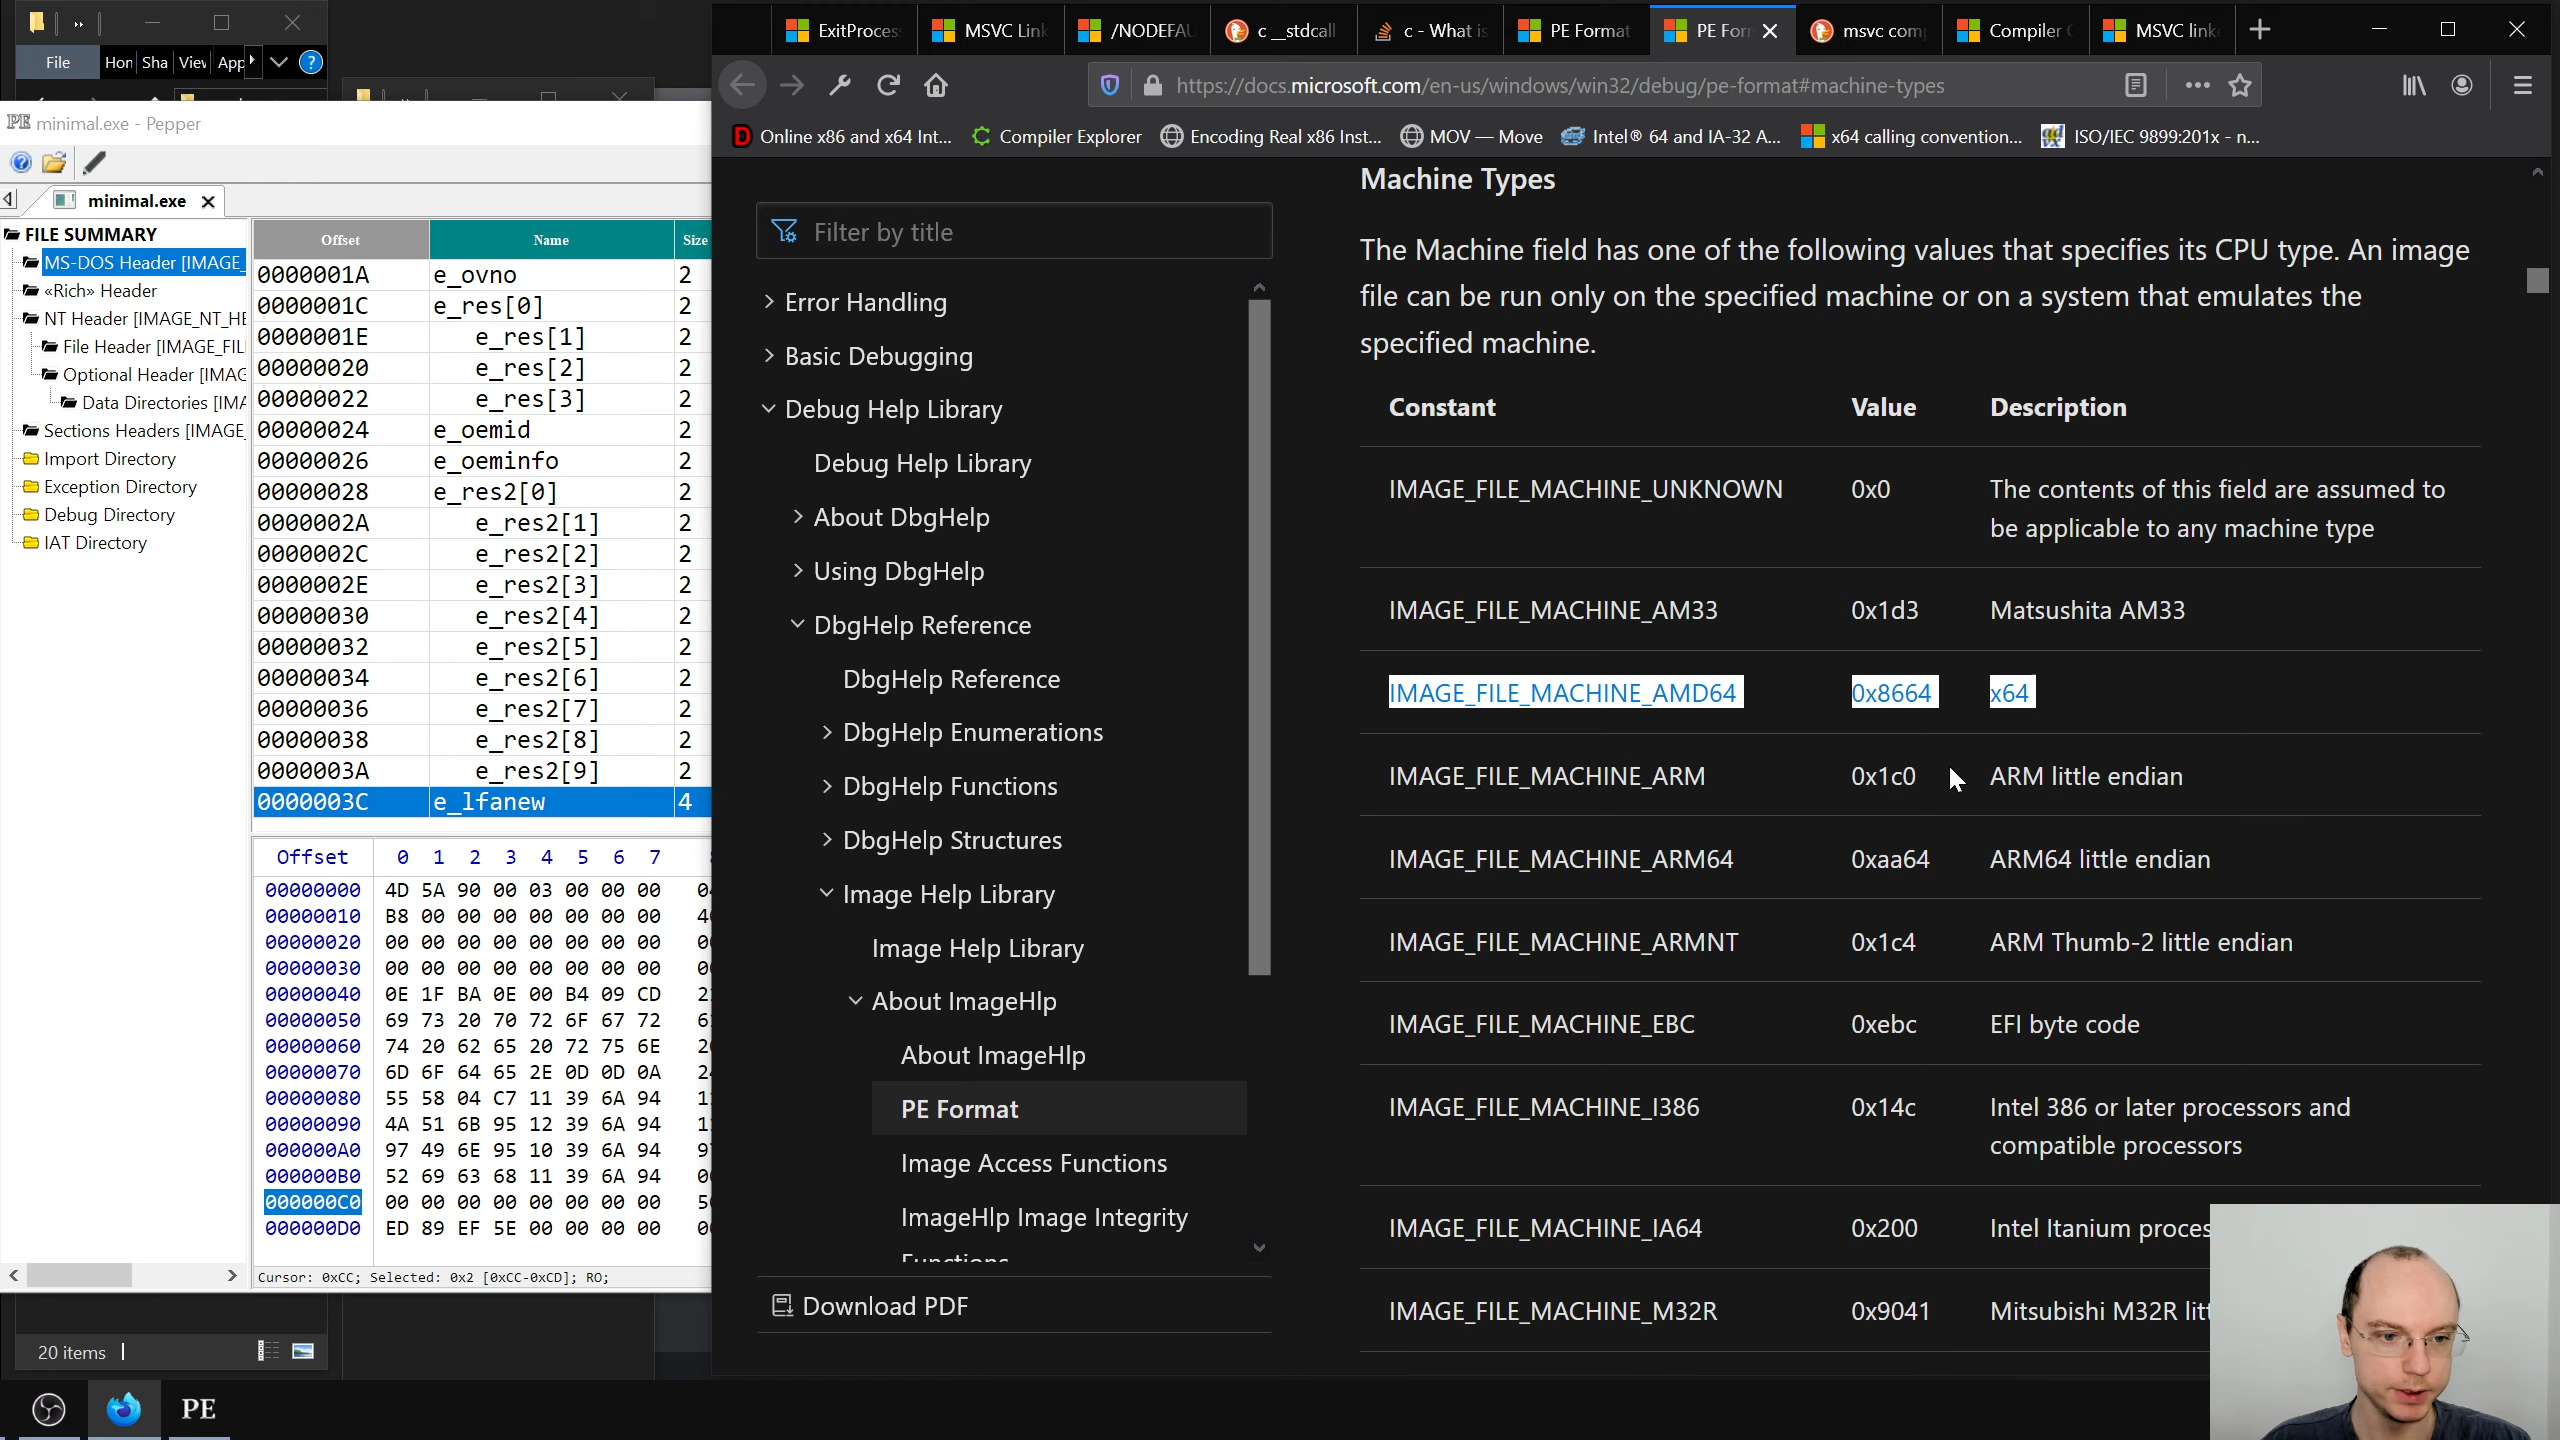 File
Hon
Sha
Viev
App
minimal.exe - Pepper
minimal.exe
FILE SUMMARY
MS-DOS Header [IMAGE_
«Rich» Header
NT Header [IMAGE_NT_HE
File Header [IMAGE_FIL
Optional Header [IMAG
Data Directories [IMA
Sections Headers [IMAGE_
Import Directory
Exception Directory
Debug Directory
IAT Directory
Offset Name Size
0000001A e_ovno 2
0000001C e_res[0] 2
0000001E e_res[1] 2
00000020 e_res[2] 2
00000022 e_res[3] 2
00000024 e_oemid 2
00000026 e_oeminfo 2
00000028 e_res2[0] 2
0000002A e_res2[1] 2
0000002C e_res2[2] 2
0000002E e_res2[3] 2
00000030 e_res2[4] 2
00000032 e_res2[5] 2
00000034 e_res2[6] 2
00000036 e_res2[7] 2
00000038 e_res2[8] 2
0000003A e_res2[9] 2
0000003C e_lfanew 4
Offset 0 1 2 3 4 5 6 7
00000000 4D 5A 90 00 03 00 00 00
00000010 B8 00 00 00 00 00 00 00
00000020 00 00 00 00 00 00 00 00
00000030 00 00 00 00 00 00 00 00
00000040 0E 1F BA 0E 00 B4 09 CD
00000050 69 73 20 70 72 6F 67 72
00000060 74 20 62 65 20 72 75 6E
00000070 6D 6F 64 65 2E 0D 0D 0A
00000080 55 58 04 C7 11 39 6A 94
00000090 4A 51 6B 95 12 39 6A 94
000000A0 97 49 6E 95 10 39 6A 94
000000B0 52 69 63 68 11 39 6A 94
000000C0 00 00 00 00 00 00 00 00
000000D0 ED 89 EF 5E 00 00 00 00
Cursor: 0xCC; Selected: 0x2 [0xCC-0xCD]; RO;
20 items
PE
ExitProces
MSVC Link
/NODEFAU
c __stdcall
c - What is
PE Format
PE For
msvc com
Compiler
MSVC link
https://docs.microsoft.com/en-us/windows/win32/debug/pe-format#machine-types
Online x86 and x64 Int...
Compiler Explorer
Encoding Real x86 Inst...
MOV — Move
Intel® 64 and IA-32 A...
x64 calling convention...
ISO/IEC 9899:201x - n...
Filter by title
Error Handling
Basic Debugging
Debug Help Library
Debug Help Library
About DbgHelp
Using DbgHelp
DbgHelp Reference
DbgHelp Reference
DbgHelp Enumerations
DbgHelp Functions
DbgHelp Structures
Image Help Library
Image Help Library
About ImageHlp
About ImageHlp
PE Format
Image Access Functions
ImageHlp Image Integrity
Functions
Download PDF
Machine Types
The Machine field has one of the following values that specifies its CPU type. An image
file can be run only on the specified machine or on a system that emulates the
specified machine.
Constant Value Description
IMAGE_FILE_MACHINE_UNKNOWN 0x0 The contents of this field are assumed to
be applicable to any machine type
IMAGE_FILE_MACHINE_AM33 0x1d3 Matsushita AM33
IMAGE_FILE_MACHINE_AMD64 0x8664 x64
IMAGE_FILE_MACHINE_ARM 0x1c0 ARM little endian
IMAGE_FILE_MACHINE_ARM64 0xaa64 ARM64 little endian
IMAGE_FILE_MACHINE_ARMNT 0x1c4 ARM Thumb-2 little endian
IMAGE_FILE_MACHINE_EBC 0xebc EFI byte code
IMAGE_FILE_MACHINE_I386 0x14c Intel 386 or later processors and
compatible processors
IMAGE_FILE_MACHINE_IA64 0x200 Intel Itanium proces
IMAGE_FILE_MACHINE_M32R 0x9041 Mitsubishi M32R litt